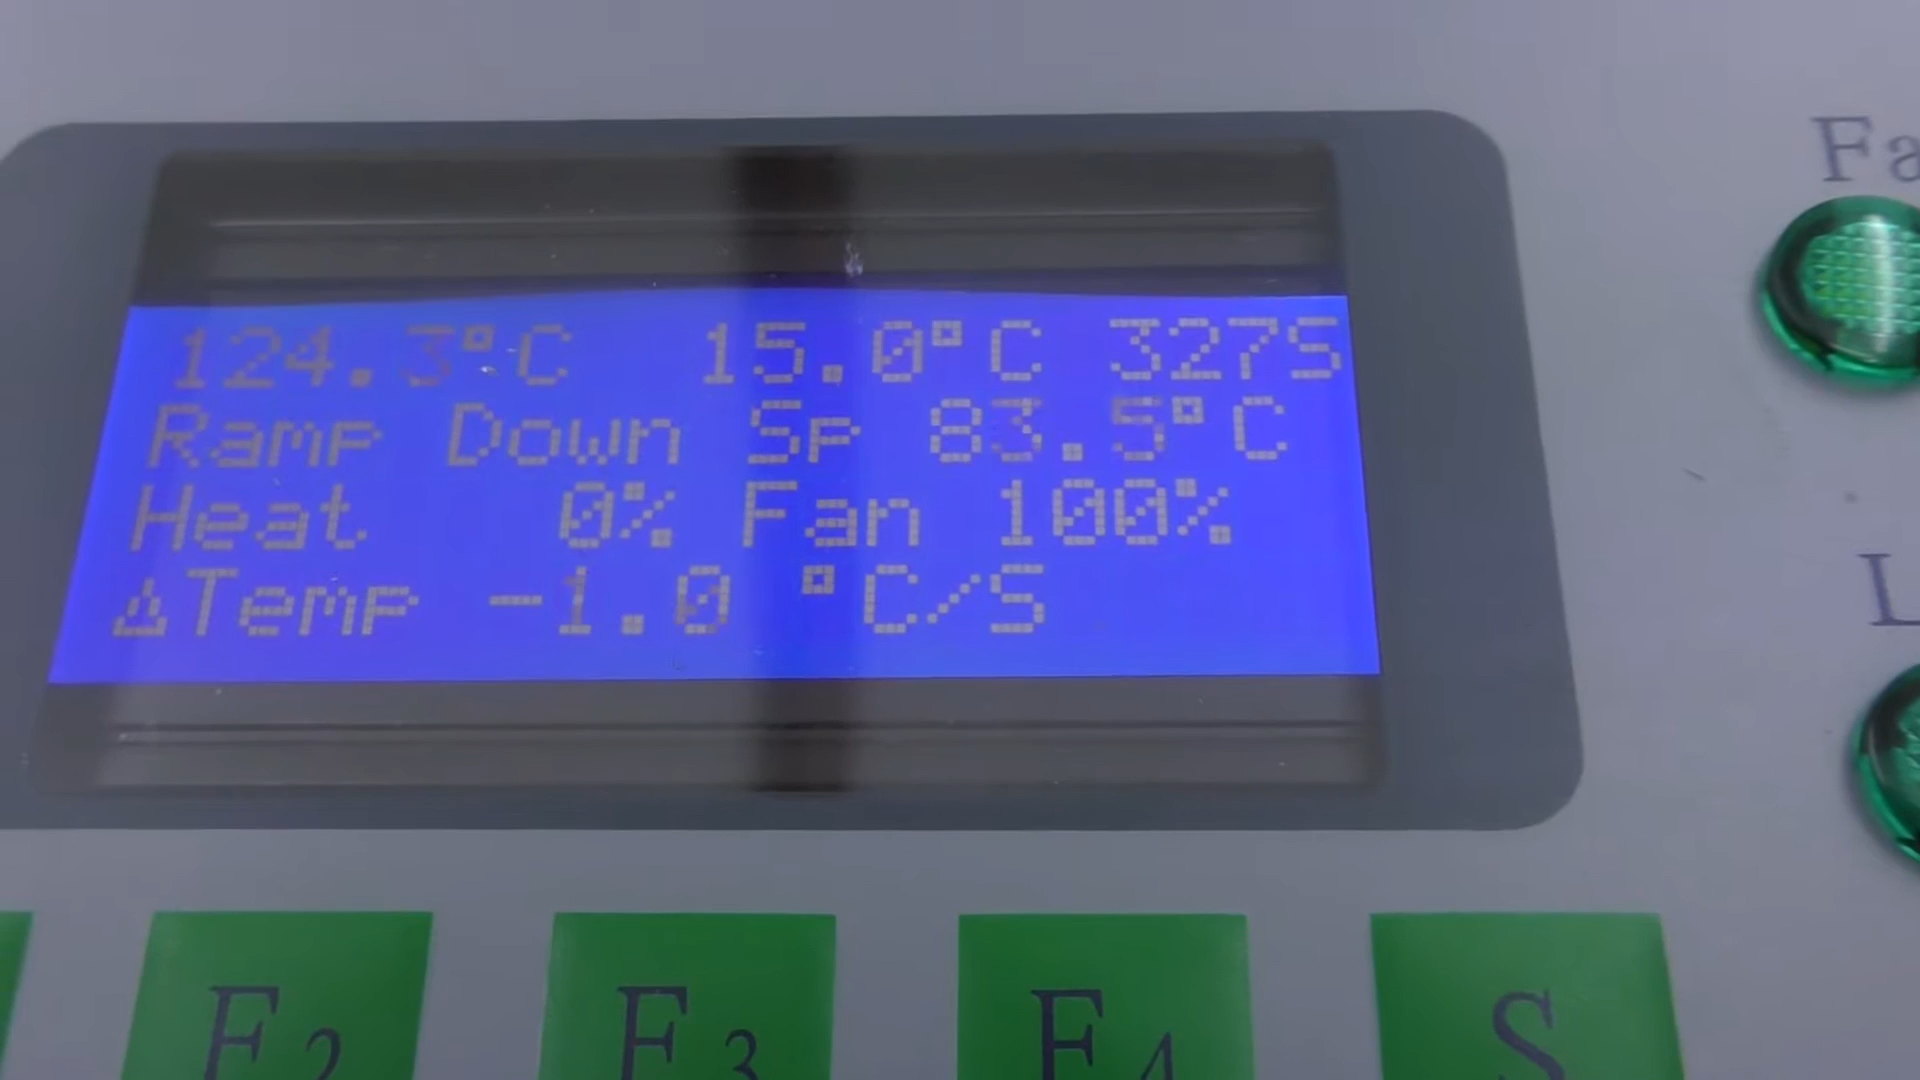 124.3°C 15.0°C 327S
Ramp Down Sp 83.5°C
Heat 0% Fan 100%
ΔTemp -1.0 °C/S
Fa
L
F2 F3 F4 S